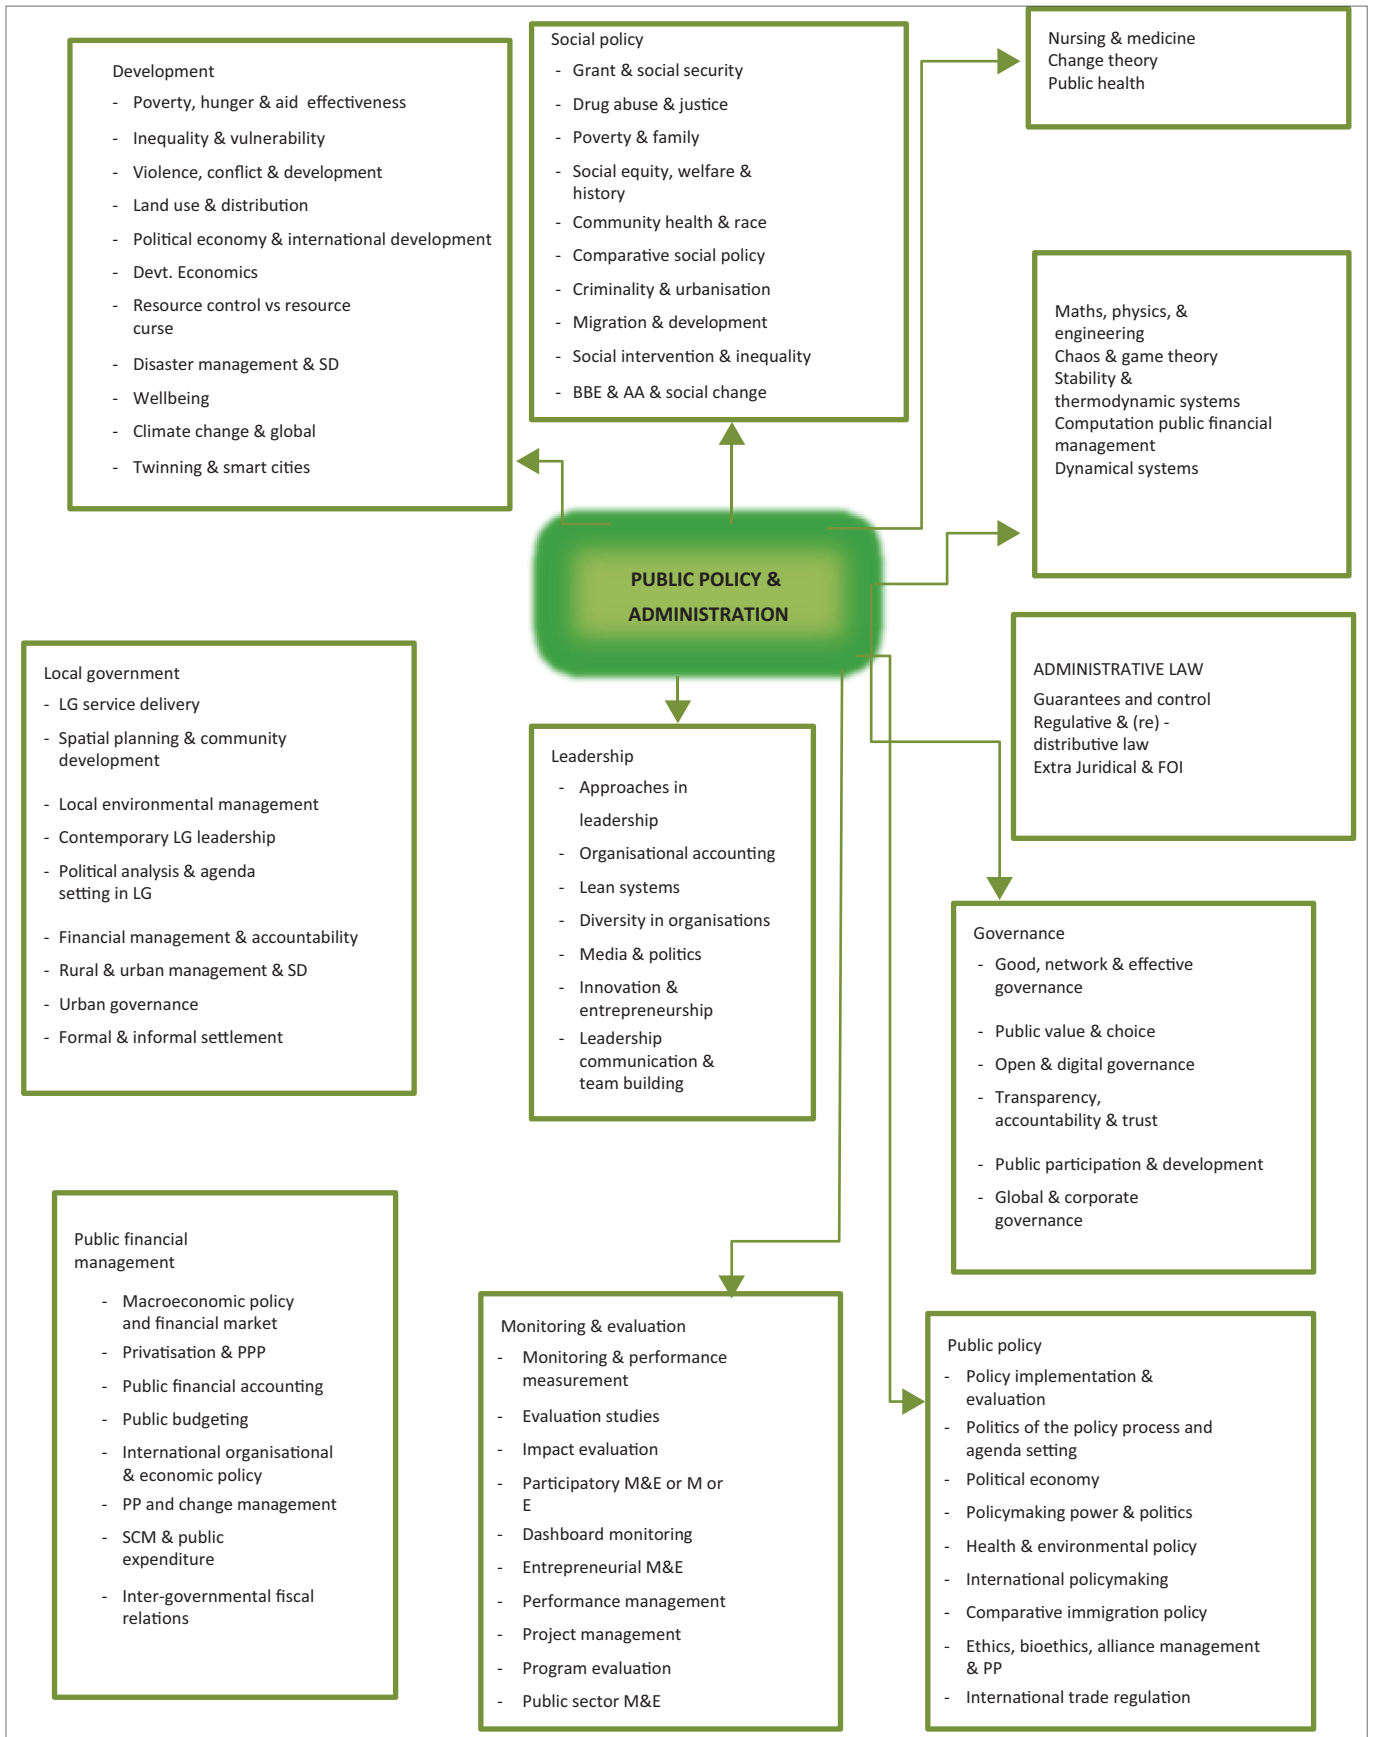 Development
- Poverty, hunger & aid effectiveness
- Inequality & vulnerability
- Violence, conflict & development
- Land use & distribution
- Political economy & international development
- Devt. Economics
- Resource control vs resource
curse
- Disaster management & SD
- Wellbeing
- Climate change & global
- Twinning & smart cities
Social policy
- Grant & social security
- Drug abuse & justice
- Poverty & family
- Social equity, welfare &
history
- Community health & race
- Comparative social policy
- Criminality & urbanisation
- Migration & development
- Social intervention & inequality
- BBE & AA & social change
Nursing & medicine
Change theory
Public health
Maths, physics, &
engineering
Chaos & game theory
Stability &
thermodynamic systems
Computation public financial
management
Dynamical systems
PUBLIC POLICY &
ADMINISTRATION
ADMINISTRATIVE LAW
Guarantees and control
Regulative & (re) -
distributive law
Extra Juridical & FOI
Local government
- LG service delivery
- Spatial planning & community
development
- Local environmental management
- Contemporary LG leadership
- Political analysis & agenda
setting in LG
- Financial management & accountability
- Rural & urban management & SD
- Urban governance
- Formal & informal settlement
Leadership
- Approaches in
leadership
- Organisational accounting
- Lean systems
- Diversity in organisations
- Media & politics
- Innovation &
entrepreneurship
- Leadership
communication &
team building
Governance
- Good, network & effective
governance
- Public value & choice
- Open & digital governance
- Transparency,
accountability & trust
- Public participation & development
- Global & corporate
governance
Public financial
management
- Macroeconomic policy
and financial market
- Privatisation & PPP
- Public financial accounting
- Public budgeting
- International organisational
& economic policy
- PP and change management
- SCM & public
expenditure
- Inter-governmental fiscal
relations
Monitoring & evaluation
- Monitoring & performance
measurement
- Evaluation studies
- Impact evaluation
- Participatory M&E or M or
E
- Dashboard monitoring
- Entrepreneurial M&E
- Performance management
- Project management
- Program evaluation
- Public sector M&E
Public policy
- Policy implementation &
evaluation
- Politics of the policy process and
agenda setting
- Political economy
- Policymaking power & politics
- Health & environmental policy
- International policymaking
- Comparative immigration policy
- Ethics, bioethics, alliance management
& PP
- International trade regulation